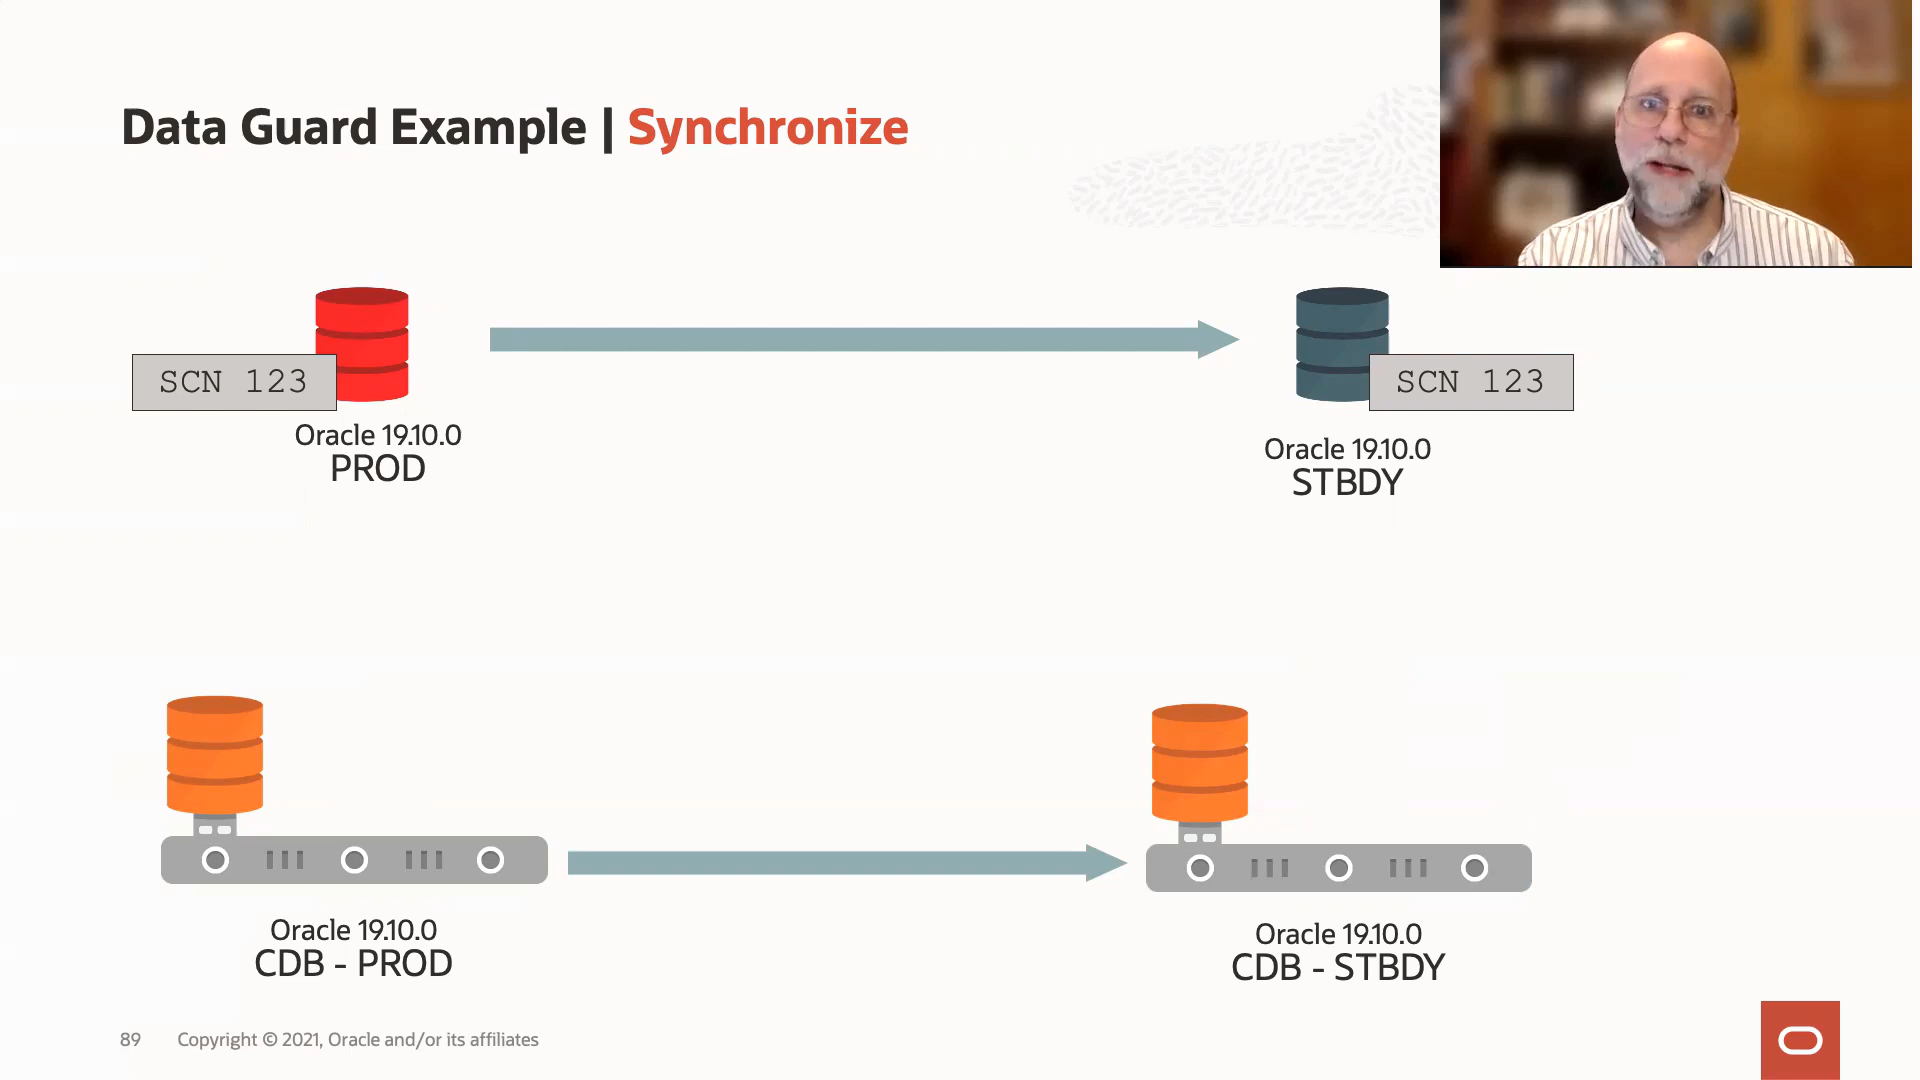 Data Guard Example | Synchronize
SCN 123
SCN 123
Oracle 19.10.0
PROD
Oracle 19.10.0
STBDY
Oracle 19.10.0
CDB - PROD
Oracle 19.10.0
CDB - STBDY
89 Copyright © 2021, Oracle and/or its affiliates